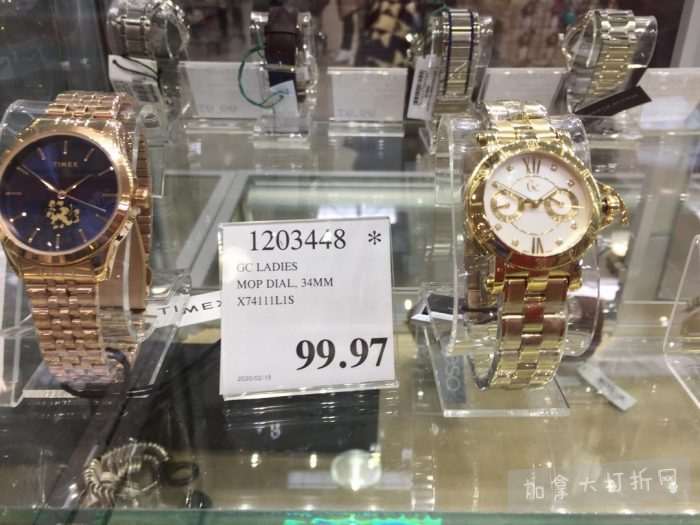 TIMEX
GC
1203448 *
GC LADIES
MOP DIAL, 34MM
X74111L1S
99.97
2020/02/19
TIMEX
加拿大打折网